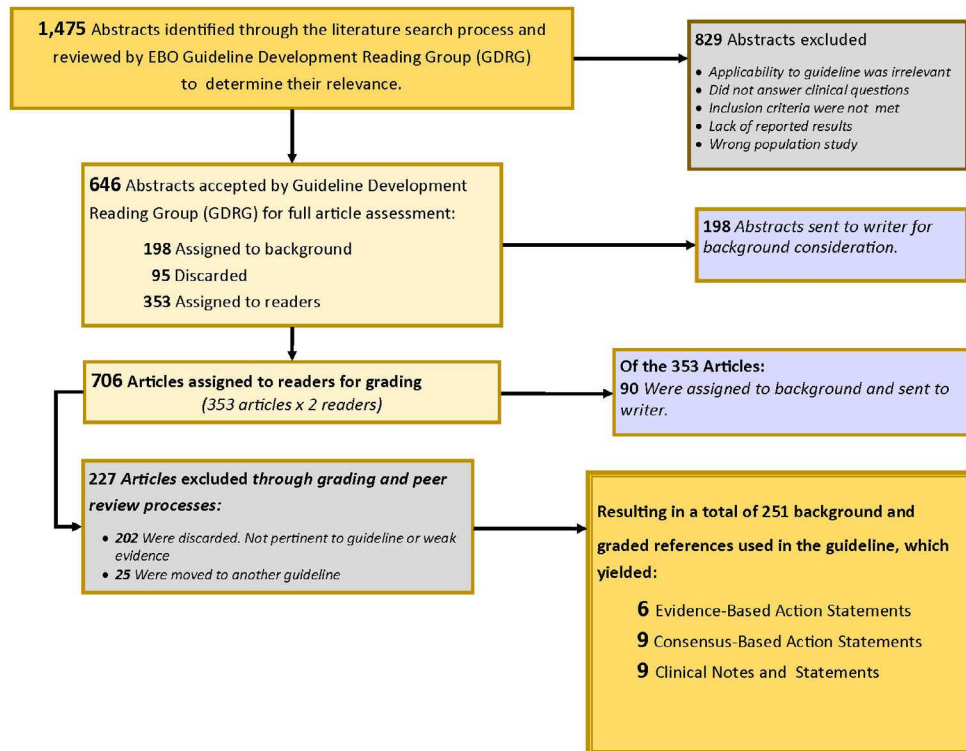 1,475 Abstracts identified through the literature search process and
reviewed by EBO Guideline Development Reading Group (GDRG)
to determine their relevance.
829 Abstracts excluded
• Applicability to guideline was irrelevant
• Did not answer clinical questions
• Inclusion criteria were not met
• Lack of reported results
• Wrong population study
646 Abstracts accepted by Guideline Development
Reading Group (GDRG) for full article assessment:
198 Assigned to background
95 Discarded
353 Assigned to readers
198 Abstracts sent to writer for
background consideration.
706 Articles assigned to readers for grading
(353 articles x 2 readers)
Of the 353 Articles:
90 Were assigned to background and sent to
writer.
227 Articles excluded through grading and peer
review processes:
• 202 Were discarded. Not pertinent to guideline or weak
evidence
• 25 Were moved to another guideline
Resulting in a total of 251 background and
graded references used in the guideline, which
yielded:
6 Evidence-Based Action Statements
9 Consensus-Based Action Statements
9 Clinical Notes and Statements